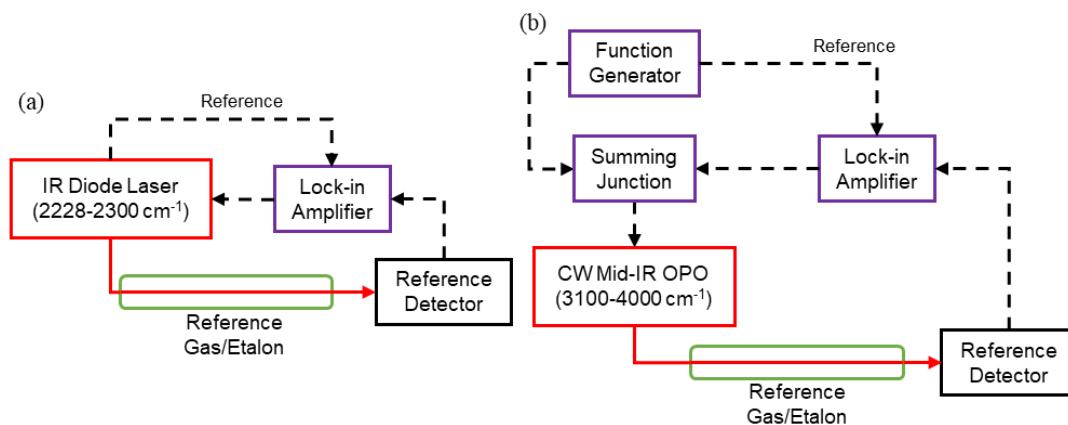 (a)
Reference
IR Diode Laser
(2228-2300 cm⁻¹)
Lock-in
Amplifier
Reference
Detector
Reference
Gas/Etalon
(b)
Function
Generator
Reference
Summing
Junction
Lock-in
Amplifier
CW Mid-IR OPO
(3100-4000 cm⁻¹)
Reference
Detector
Reference
Gas/Etalon